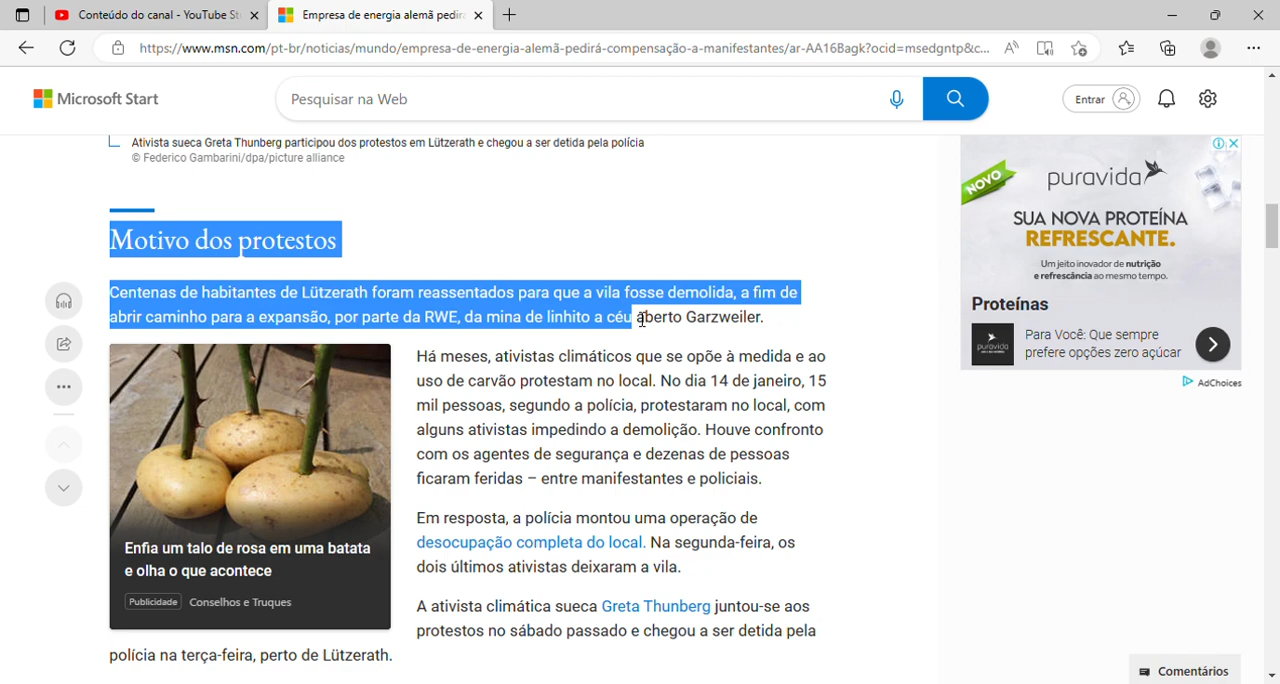 Conteúdo do canal - YouTube St
Empresa de energia alemã pedirá
https://www.msn.com/pt-br/noticias/mundo/empresa-de-energia-alemã-pedirá-compensação-a-manifestantes/ar-AA16Bagk?ocid=msedgntp&c...
Microsoft Start
Pesquisar na Web
Entrar
Ativista sueca Greta Thunberg participou dos protestos em Lützerath e chegou a ser detida pela polícia
© Federico Gambarini/dpa/picture alliance
Motivo dos protestos
Centenas de habitantes de Lützerath foram reassentados para que a vila fosse demolida, a fim de
abrir caminho para a expansão, por parte da RWE, da mina de linhito a céu aberto Garzweiler.
Há meses, ativistas climáticos que se opõe à medida e ao
uso de carvão protestam no local. No dia 14 de janeiro, 15
mil pessoas, segundo a polícia, protestaram no local, com
alguns ativistas impedindo a demolição. Houve confronto
com os agentes de segurança e dezenas de pessoas
ficaram feridas – entre manifestantes e policiais.
Em resposta, a polícia montou uma operação de
desocupação completa do local. Na segunda-feira, os
dois últimos ativistas deixaram a vila.
A ativista climática sueca Greta Thunberg juntou-se aos
protestos no sábado passado e chegou a ser detida pela
polícia na terça-feira, perto de Lützerath.
Enfia um talo de rosa em uma batata
e olha o que acontece
Publicidade Conselhos e Truques
NOVO
puravida
SUA NOVA PROTEÍNA
REFRESCANTE.
Um jeito inovador de nutrição
e refrescância ao mesmo tempo.
Proteínas
puravida
Para Você: Que sempre
prefere opções zero açúcar
AdChoices
Comentários